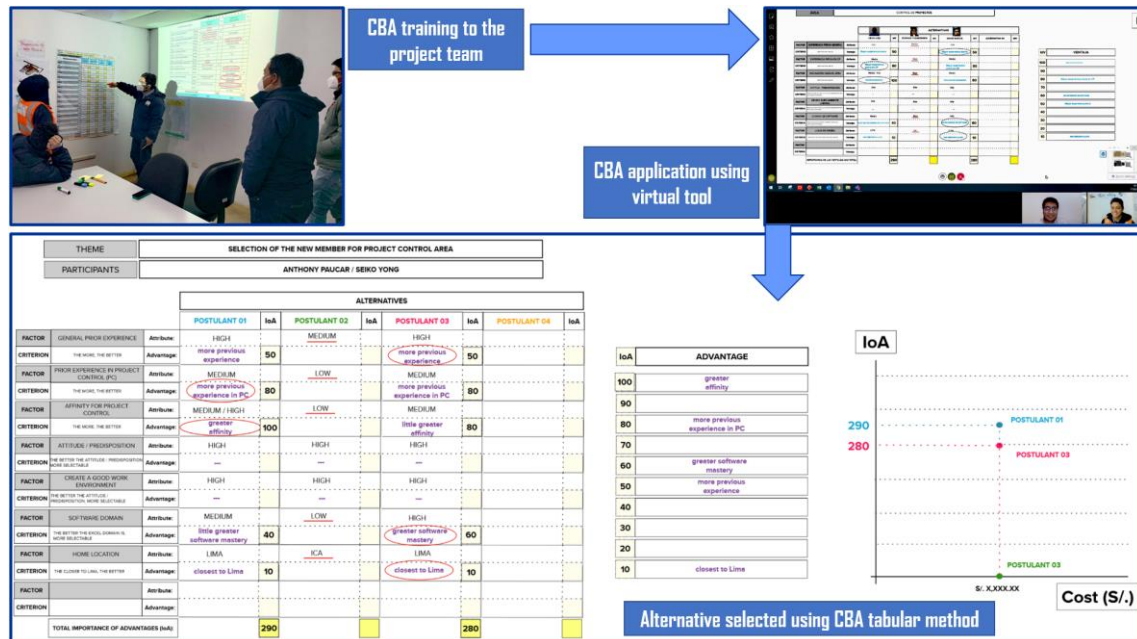 CBA training to the
project team
CBA application using
virtual tool
THEME SELECTION OF THE NEW MEMBER FOR PROJECT CONTROL AREA
PARTICIPANTS ANTHONY PAUCAR / SEIKO YONG
ALTERNATIVES
POSTULANT 01 IoA POSTULANT 02 IoA POSTULANT 03 IoA POSTULANT 04 IoA
FACTOR GENERAL PRIOR EXPERIENCE Attribute: HIGH MEDIUM HIGH
CRITERION THE MORE, THE BETTER Advantage: more previous experience 50 more previous experience 50
FACTOR PRIOR EXPERIENCE IN PROJECT CONTROL (PC) Attribute: MEDIUM LOW MEDIUM
CRITERION THE MORE, THE BETTER Advantage: more previous experience in PC 80 more previous experience in PC 80
FACTOR AFFINITY FOR PROJECT CONTROL Attribute: MEDIUM / HIGH LOW MEDIUM
CRITERION THE MORE, THE BETTER Advantage: greater affinity 100 little greater affinity 80
FACTOR ATTITUDE / PREDISPOSITION Attribute: HIGH HIGH HIGH
CRITERION THE BETTER THE ATTITUDE / PREDISPOSITION, MORE SELECTABLE Advantage: — — —
FACTOR CREATE A GOOD WORK ENVIRONMENT Attribute: HIGH HIGH HIGH
CRITERION THE BETTER THE ATTITUDE / PREDISPOSITION, MORE SELECTABLE Advantage: — —
FACTOR SOFTWARE DOMAIN Attribute: MEDIUM LOW HIGH
CRITERION THE BETTER THE EXCEL DOMAIN IS, MORE SELECTABLE Advantage: little greater software mastery 40 greater software mastery 60
FACTOR HOME LOCATION Attribute: LIMA ICA LIMA
CRITERION THE CLOSER TO LIMA, THE BETTER Advantage: closest to Lima 10 closest to Lima 10
FACTOR Attribute:
CRITERION Advantage:
TOTAL IMPORTANCE OF ADVANTAGES (IoA) 290 280
IoA ADVANTAGE
100 greater affinity
90
80 more previous experience in PC
70
60 greater software mastery
50 more previous experience
40
30
20
10 closest to Lima
IoA
290 POSTULANT 01
280 POSTULANT 03
POSTULANT 03
S/. X,XXX.XX
Cost (S/.)
Alternative selected using CBA tabular method